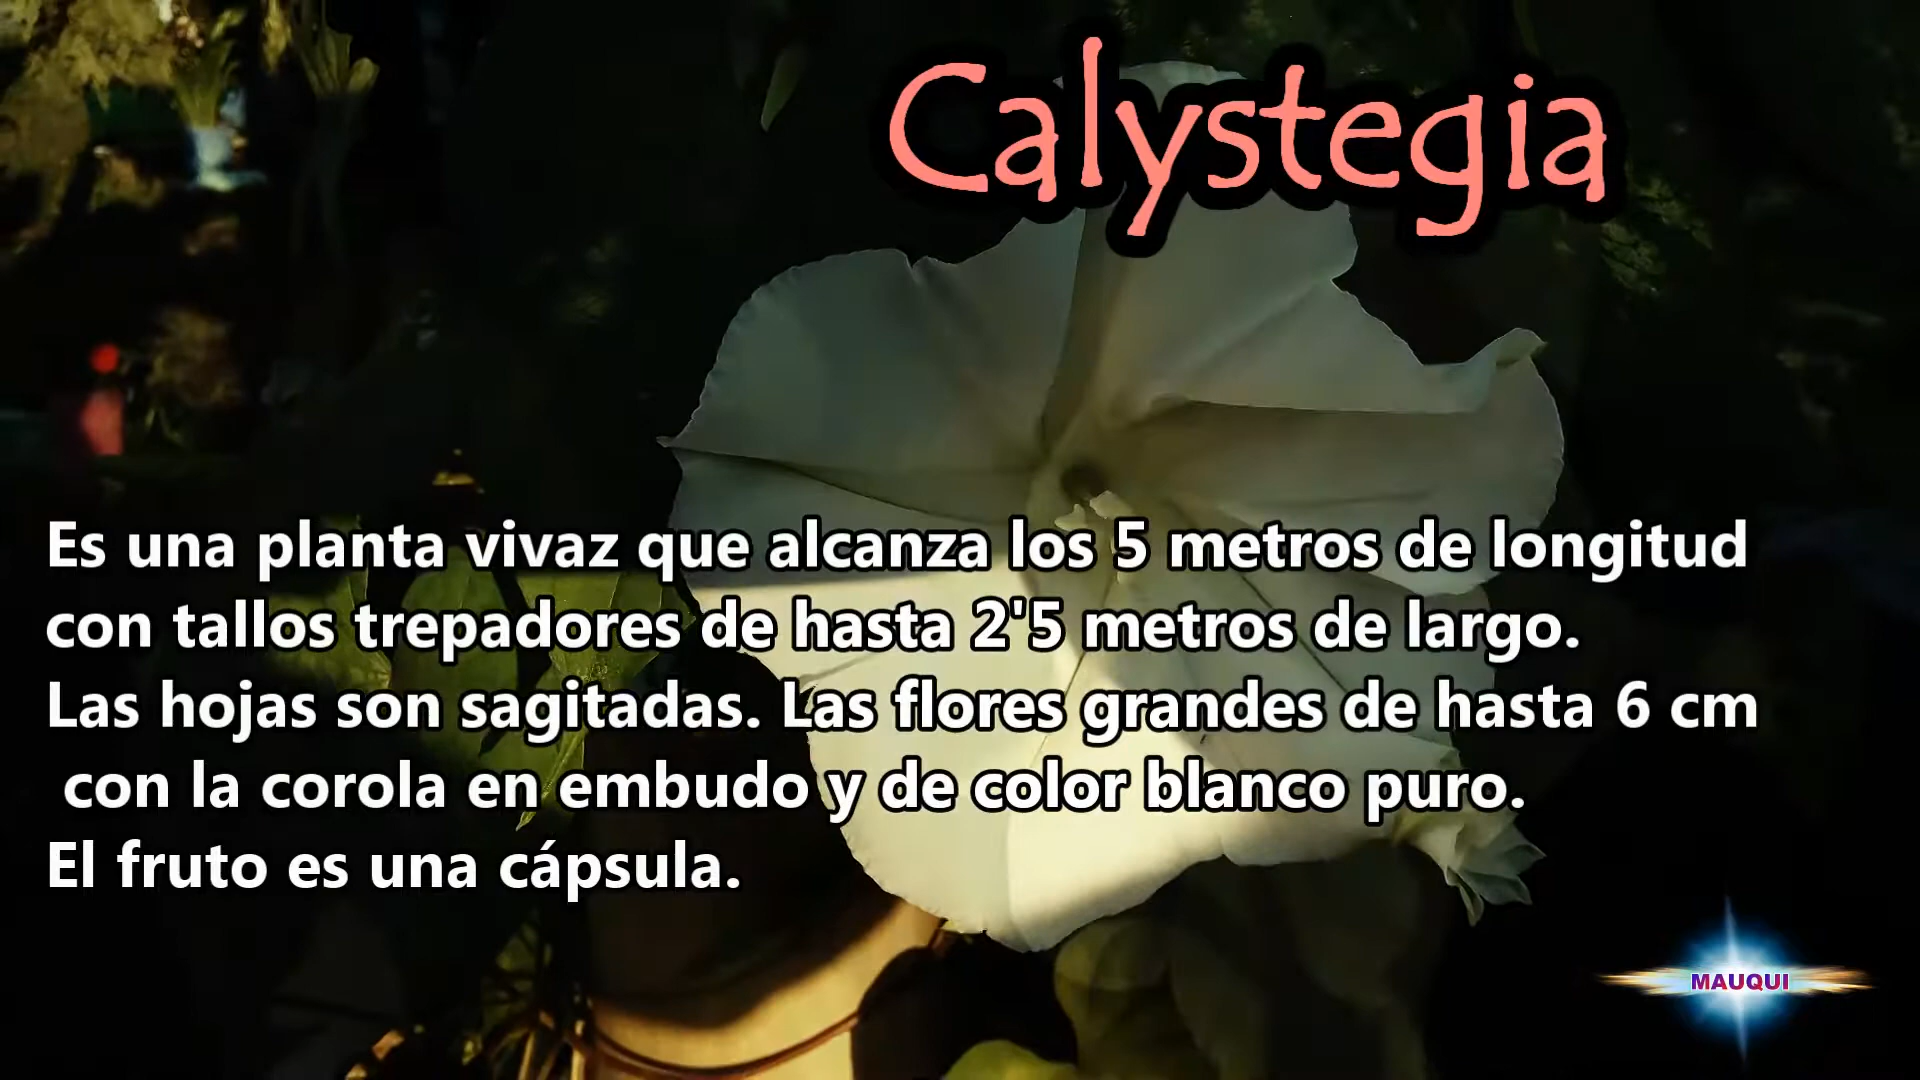 Calystegia
Es una planta vivaz que alcanza los 5 metros de longitud
con tallos trepadores de hasta 2'5 metros de largo.
Las hojas son sagitadas. Las flores grandes de hasta 6 cm
con la corola en embudo y de color blanco puro.
El fruto es una cápsula.
MAUQUI